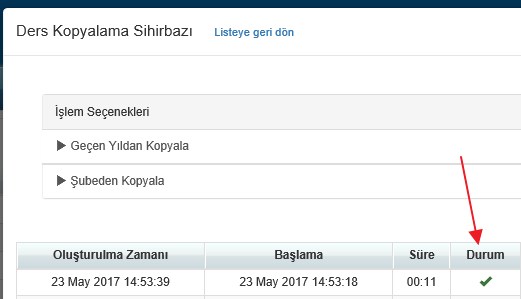 Ders Kopyalama Sihirbazı Listeye geri dön
İşlem Seçenekleri
Geçen Yıldan Kopyala
Şubeden Kopyala
Oluşturulma Zamanı Başlama Süre Durum
23 May 2017 14:53:39 23 May 2017 14:53:18 00:11